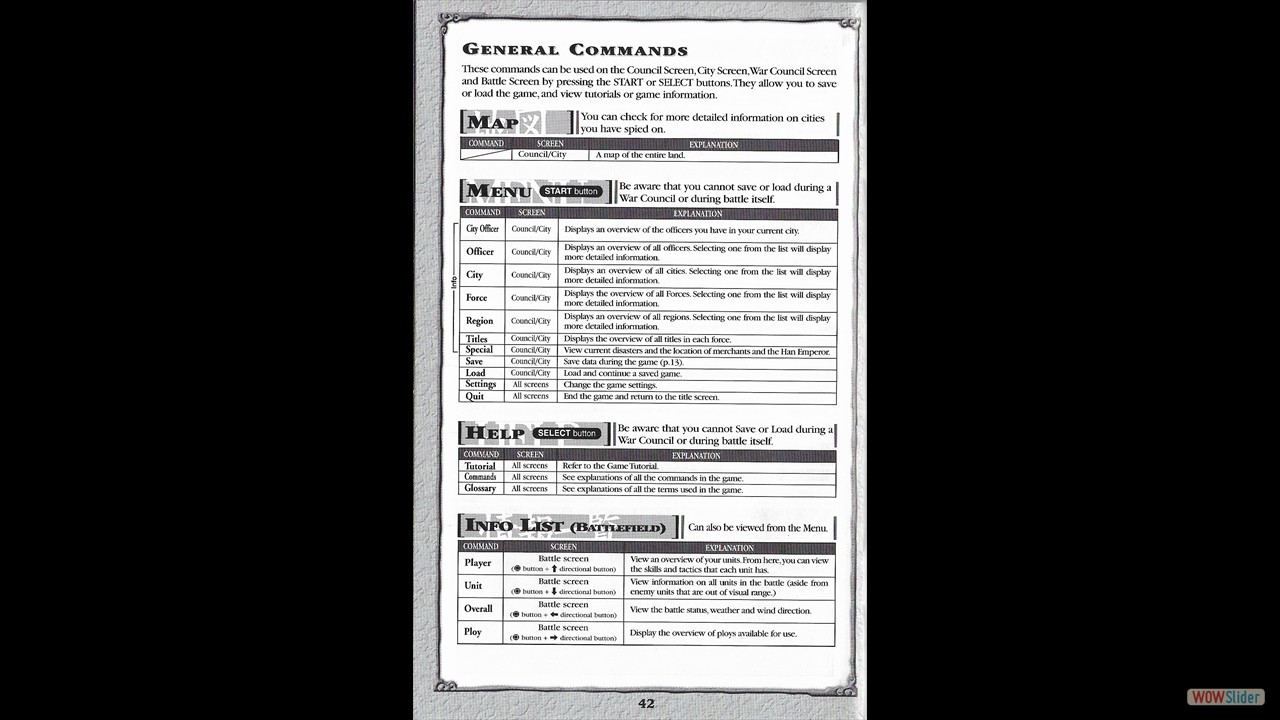 GENERAL COMMANDS
These commands can be used on the Council Screen, City Screen, War Council Screen
and Battle Screen by pressing the START or SELECT buttons. They allow you to save
or load the game, and view tutorials or game information.
MAP You can check for more detailed information on cities
you have spied on.
COMMAND SCREEN EXPLANATION
Council/City A map of the entire land.
MENU START button Be aware that you cannot save or load during a
War Council or during battle itself.
COMMAND SCREEN EXPLANATION
Info
City Officer Council/City Displays an overview of the officers you have in your current city.
Officer Council/City Displays an overview of all officers. Selecting one from the list will display
more detailed information.
City Council/City Displays an overview of all cities. Selecting one from the list will display
more detailed information.
Force Council/City Displays the overview of all Forces. Selecting one from the list will display
more detailed information.
Region Council/City Displays an overview of all regions. Selecting one from the list will display
more detailed information.
Titles Council/City Displays the overview of all titles in each force.
Special Council/City View current disasters and the location of merchants and the Han Emperor.
Save Council/City Save data during the game (p.13).
Load Council/City Load and continue a saved game.
Settings All screens Change the game settings.
Quit All screens End the game and return to the title screen.
HELP SELECT button Be aware that you cannot Save or Load during a
War Council or during battle itself.
COMMAND SCREEN EXPLANATION
Tutorial All screens Refer to the Game Tutorial.
Commands All screens See explanations of all the commands in the game.
Glossary All screens See explanations of all the terms used in the game.
INFO LIST (BATTLEFIELD) Can also be viewed from the Menu.
COMMAND SCREEN EXPLANATION
Player Battle screen View an overview of your units. From here, you can view
(⊗ button + ⬆ directional button) the skills and tactics that each unit has.
Unit Battle screen View information on all units in the battle (aside from
(⊗ button + ⬇ directional button) enemy units that are out of visual range.)
Overall Battle screen View the battle status, weather and wind direction.
(⊗ button + ⬅ directional button)
Ploy Battle screen Display the overview of ploys available for use.
(⊗ button + ➡ directional button)
42
WOWSlider